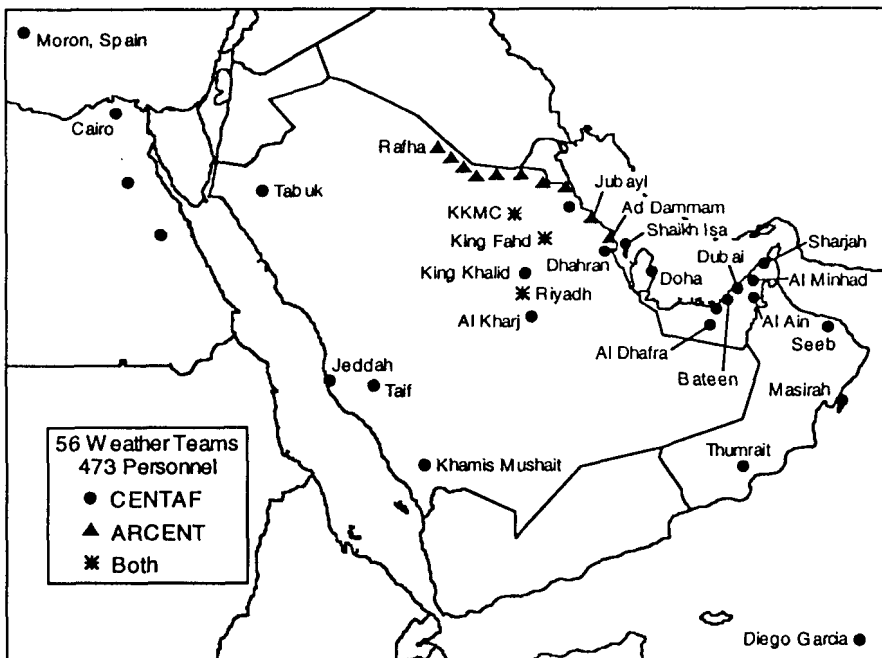 Moron, Spain
Cairo
Rafha
Tabuk
Jubayl
KKMC
Ad Dammam
Shaikh Isa
King Fahd
Dhahran
Dubai
Sharjah
King Khalid
Doha
Al Minhad
Riyadh
Al Kharj
Al Ain
Al Dhafra
Seeb
Bateen
Jeddah
Taif
Masirah
Khamis Mushait
Thumrait
56 Weather Teams
473 Personnel
CENTAF
ARCENT
Both
Diego Garcia